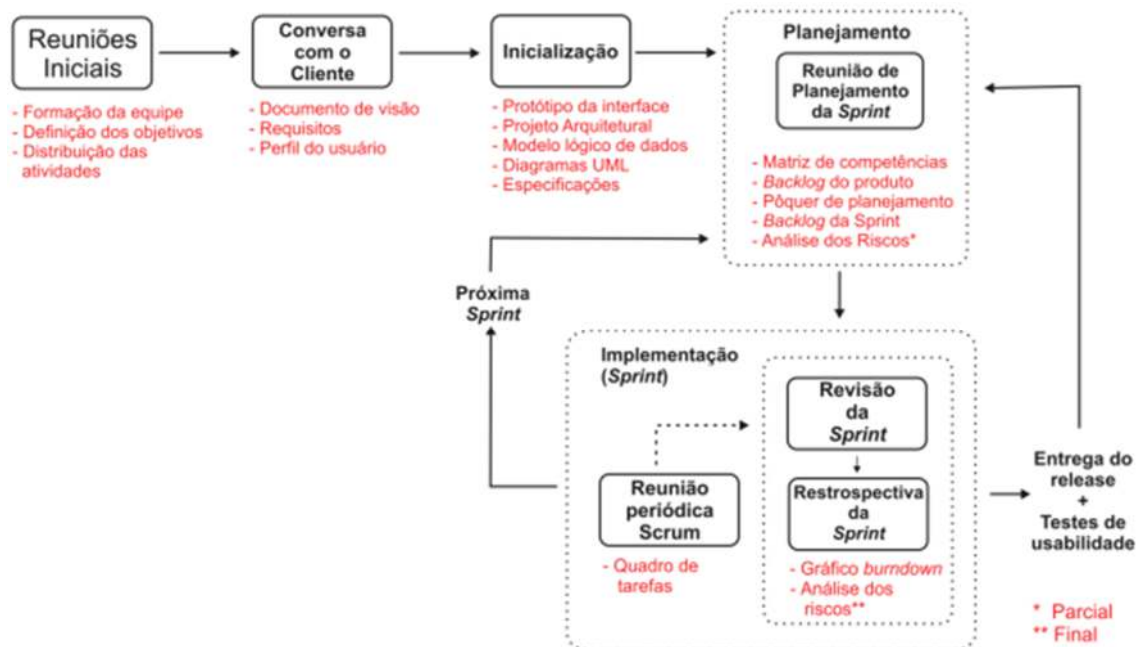 Reuniões
Iniciais
- Formação da equipe
- Definição dos objetivos
- Distribuição das
atividades
Conversa
com o
Cliente
- Documento de visão
- Requisitos
- Perfil do usuário
Inicialização
- Protótipo da interface
- Projeto Arquitetural
- Modelo lógico de dados
- Diagramas UML
- Especificações
Planejamento
Reunião de
Planejamento
da Sprint
- Matriz de competências
- Backlog do produto
- Pôquer de planejamento
- Backlog da Sprint
- Análise dos Riscos*
Próxima
Sprint
Implementação
(Sprint)
Reunião
periódica
Scrum
- Quadro de
tarefas
Revisão
da
Sprint
Restrospectiva
da
Sprint
- Gráfico burndown
- Análise dos
riscos**
Entrega do
release
+
Testes de
usabilidade
* Parcial
** Final